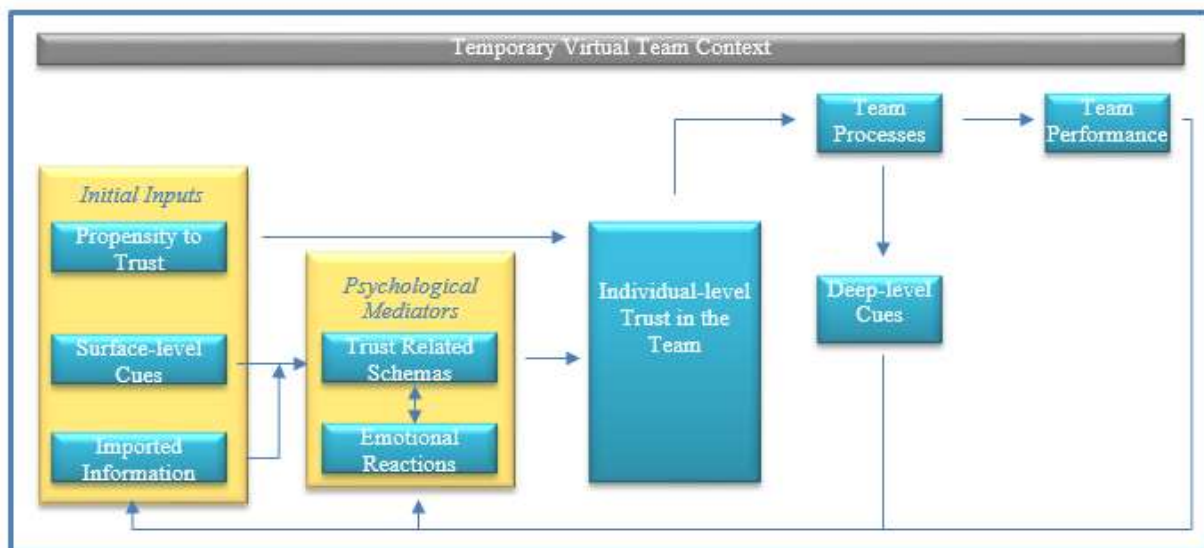 Temporary Virtual Team Context
Initial Inputs
Propensity to
Trust
Surface-level
Cues
Imported
Information
Psychological
Mediators
Trust Related
Schemas
Emotional
Reactions
Individual-level
Trust in the
Team
Team
Processes
Team
Performance
Deep-level
Cues